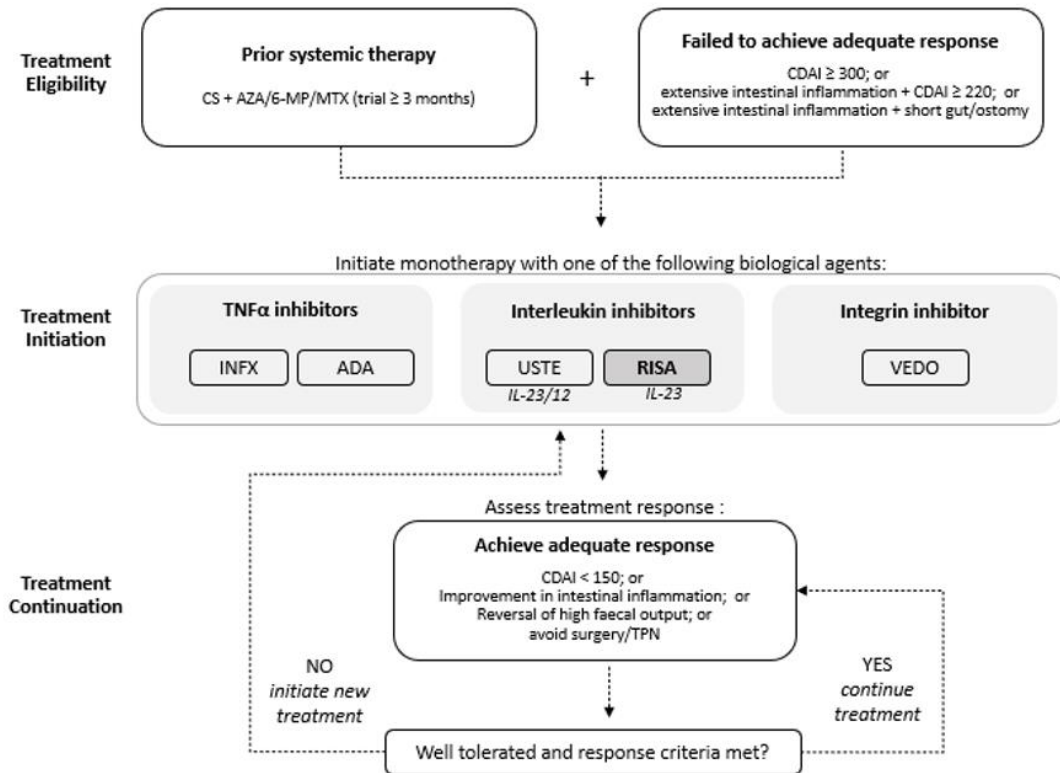 Treatment
Eligibility
Prior systemic therapy
CS + AZA/6-MP/MTX (trial ≥ 3 months)
+
Failed to achieve adequate response
CDAI ≥ 300; or
extensive intestinal inflammation + CDAI ≥ 220; or
extensive intestinal inflammation + short gut/ostomy
Initiate monotherapy with one of the following biological agents:
Treatment
Initiation
TNFα inhibitors
INFX
ADA
Interleukin inhibitors
USTE
IL-23/12
RISA
IL-23
Integrin inhibitor
VEDO
Assess treatment response :
Treatment
Continuation
Achieve adequate response
CDAI < 150; or
Improvement in intestinal inflammation; or
Reversal of high faecal output; or
avoid surgery/TPN
NO
initiate new
treatment
YES
continue
treatment
Well tolerated and response criteria met?